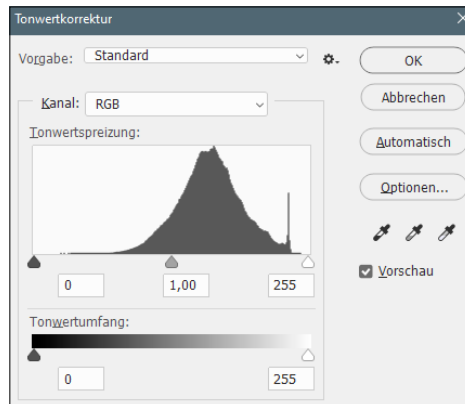 Tonwertkorrektur
Vorgabe: Standard
OK
Kanal: RGB
Abbrechen
Tonwertspreizung:
Automatisch
Optionen...
0 1,00 255
Vorschau
Tonwertumfang:
0 255